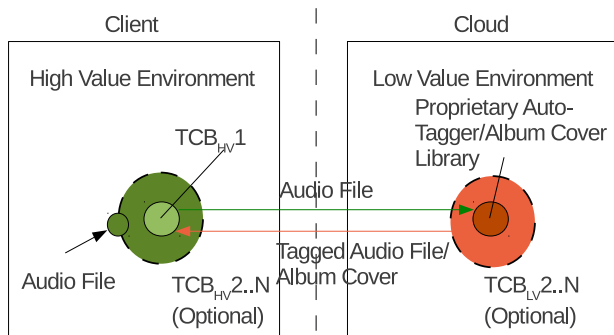 Client
Cloud
High Value Environment
Low Value Environment
Proprietary Auto-
Tagger/Album Cover
Library
TCBHV1
Audio File
Audio File
Tagged Audio File/
Album Cover
TCBHV2..N
(Optional)
TCBLV2..N
(Optional)